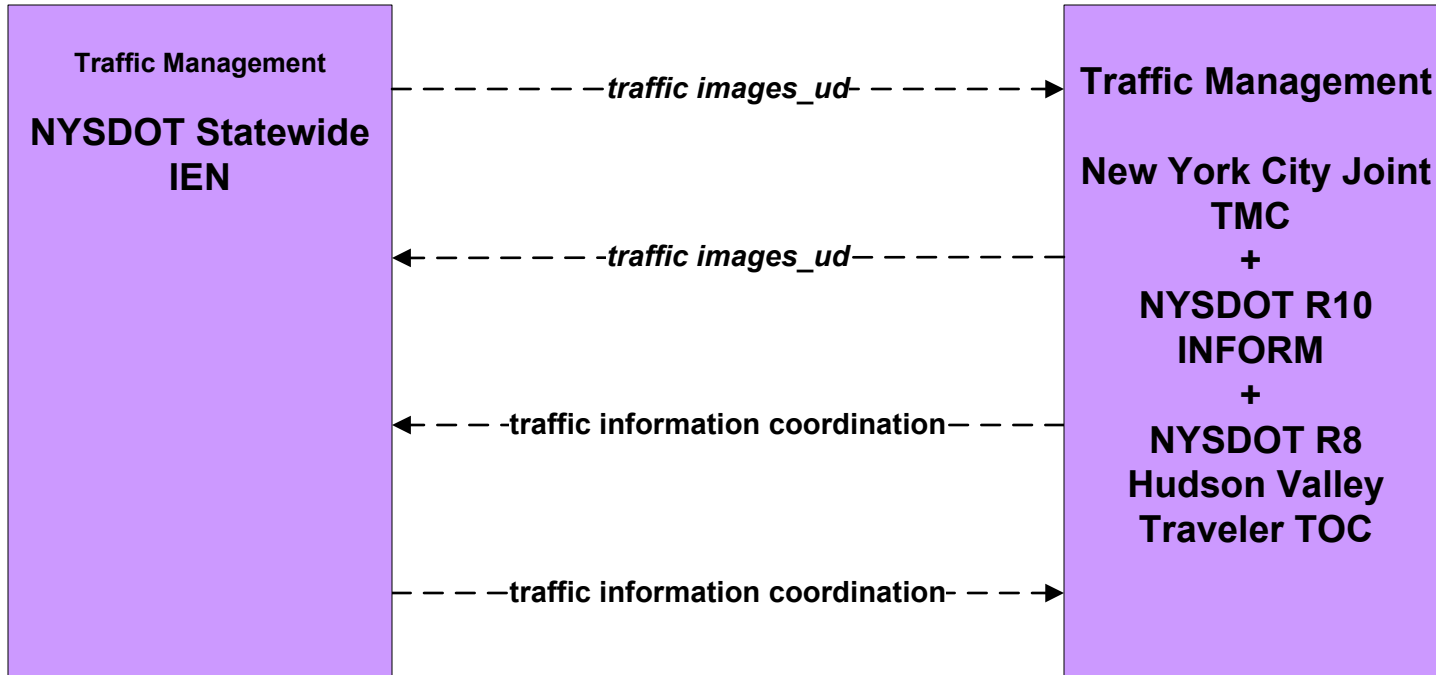 Traffic Management
NYSDOT Statewide
IEN
traffic images_ud
traffic images_ud
traffic information coordination
traffic information coordination
Traffic Management
New York City Joint
TMC
+
NYSDOT R10
INFORM
+
NYSDOT R8
Hudson Valley
Traveler TOC